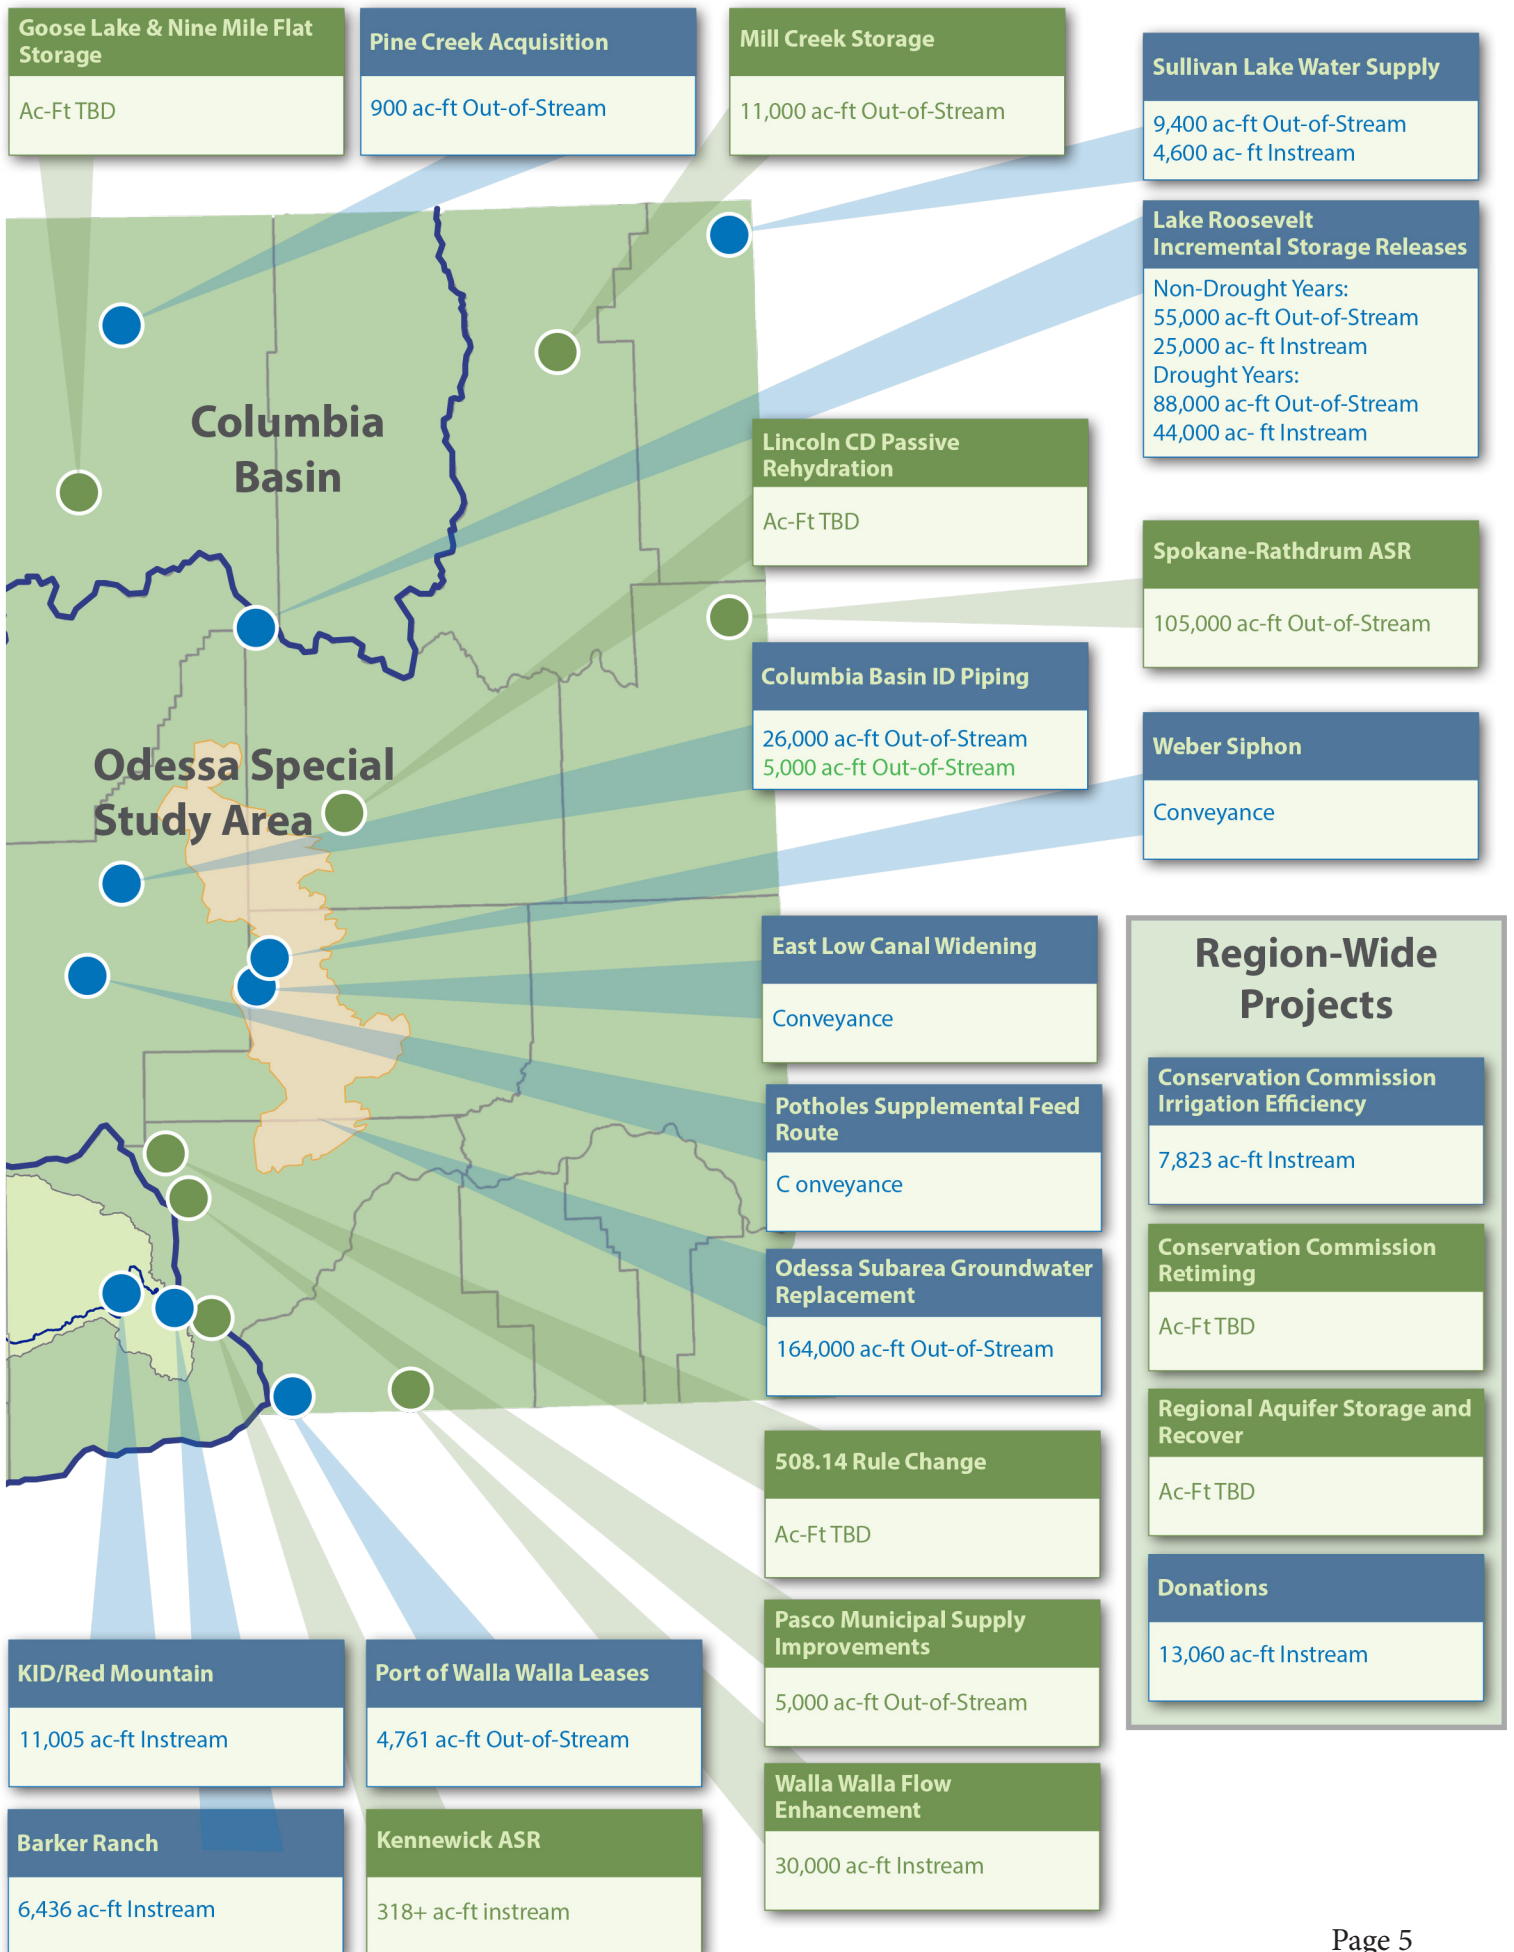 Goose Lake & Nine Mile Flat
Storage
Ac-Ft TBD
Pine Creek Acquisition
900 ac-ft Out-of-Stream
Mill Creek Storage
11,000 ac-ft Out-of-Stream
Sullivan Lake Water Supply
9,400 ac-ft Out-of-Stream
4,600 ac- ft Instream
Lake Roosevelt
Incremental Storage Releases
Non-Drought Years:
55,000 ac-ft Out-of-Stream
25,000 ac- ft Instream
Drought Years:
88,000 ac-ft Out-of-Stream
44,000 ac- ft Instream
Columbia
Basin
Lincoln CD Passive
Rehydration
Ac-Ft TBD
Spokane-Rathdrum ASR
105,000 ac-ft Out-of-Stream
Columbia Basin ID Piping
26,000 ac-ft Out-of-Stream
5,000 ac-ft Out-of-Stream
Weber Siphon
Conveyance
Odessa Special
Study Area
East Low Canal Widening
Conveyance
Potholes Supplemental Feed
Route
C onveyance
Odessa Subarea Groundwater
Replacement
164,000 ac-ft Out-of-Stream
508.14 Rule Change
Ac-Ft TBD
Pasco Municipal Supply
Improvements
5,000 ac-ft Out-of-Stream
Walla Walla Flow
Enhancement
30,000 ac-ft Instream
Region-Wide
Projects
Conservation Commission
Irrigation Efficiency
7,823 ac-ft Instream
Conservation Commission
Retiming
Ac-Ft TBD
Regional Aquifer Storage and
Recover
Ac-Ft TBD
Donations
13,060 ac-ft Instream
KID/Red Mountain
11,005 ac-ft Instream
Port of Walla Walla Leases
4,761 ac-ft Out-of-Stream
Barker Ranch
6,436 ac-ft Instream
Kennewick ASR
318+ ac-ft instream
Page 5